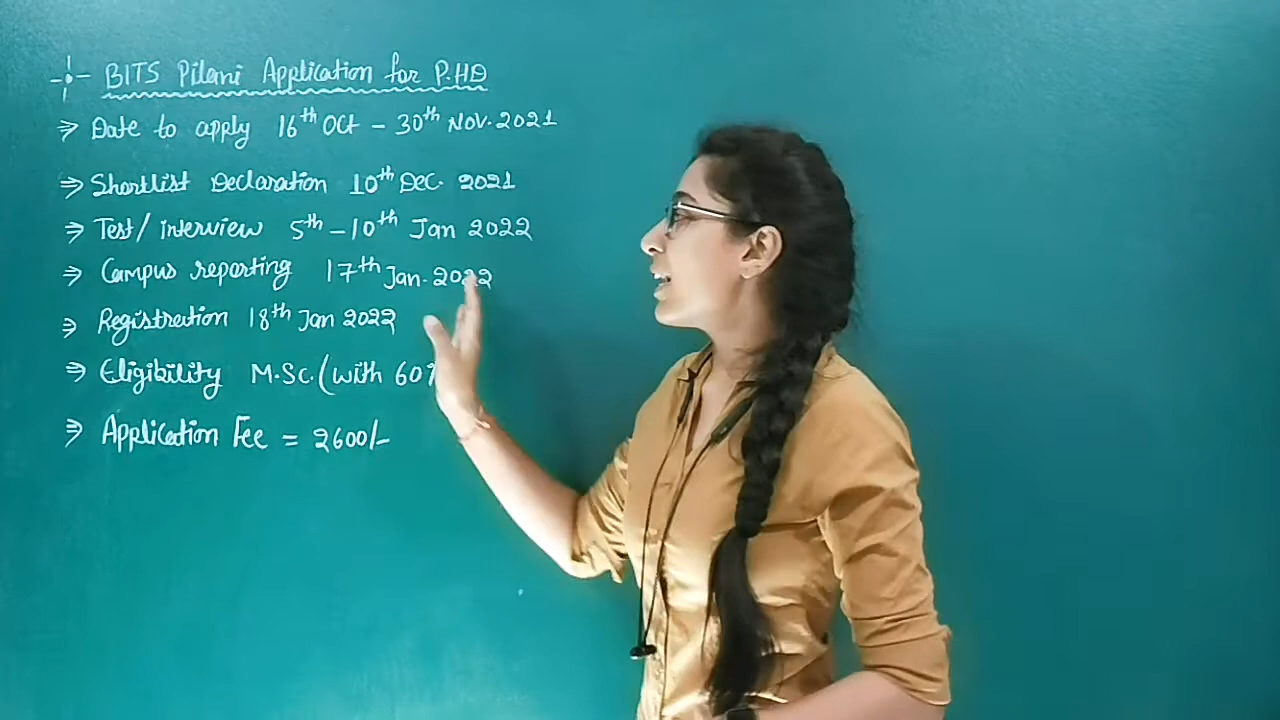 BITS Pilani Application for P.HD
⇒ Date to apply 16th Oct - 30th Nov. 2021
⇒ Shortlist Declaration 10th Dec. 2021
⇒ Test/ interview 5th - 10th Jan 2022
⇒ Campus reporting 17th Jan. 2022
⇒ Registration 18th Jan 2022
⇒ Eligibility M.Sc. (with 60%
⇒ Application Fee = 2600/-